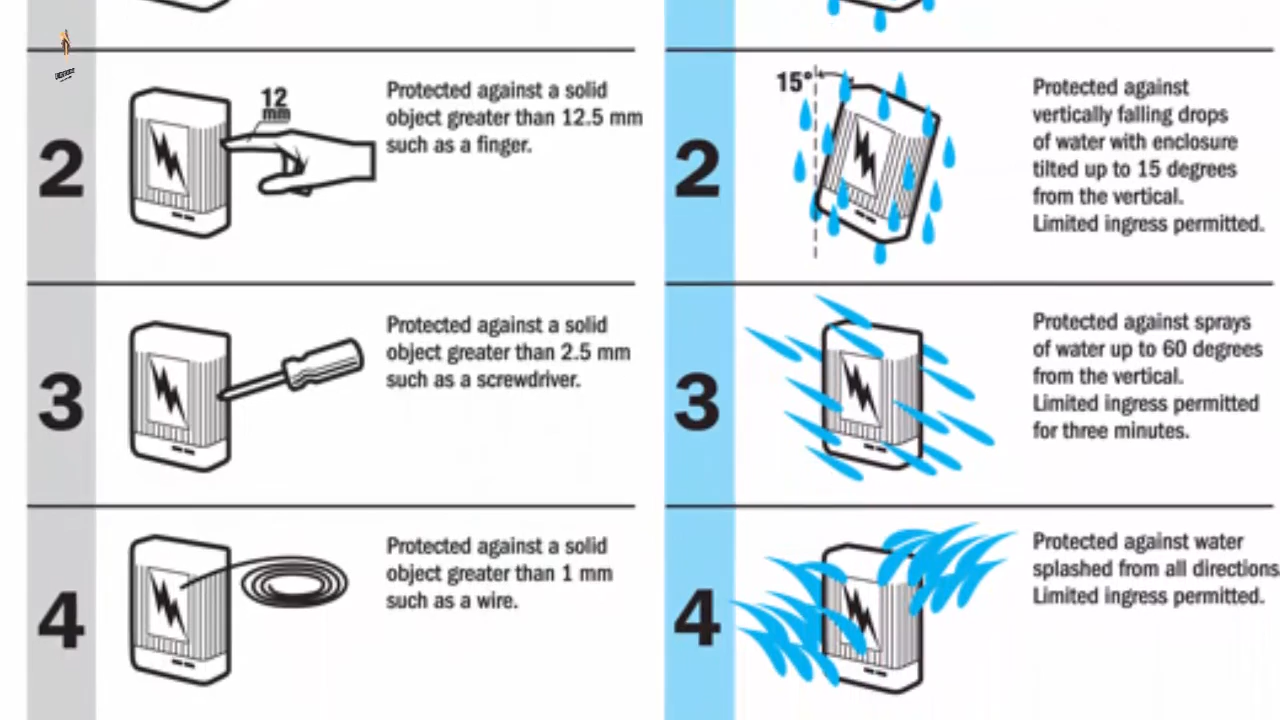 2
12
mm
Protected against a solid
object greater than 12.5 mm
such as a finger.
2
15°
Protected against
vertically falling drops
of water with enclosure
tilted up to 15 degrees
from the vertical.
Limited ingress permitted.
3
Protected against a solid
object greater than 2.5 mm
such as a screwdriver.
3
Protected against sprays
of water up to 60 degrees
from the vertical.
Limited ingress permitted
for three minutes.
4
Protected against a solid
object greater than 1 mm
such as a wire.
4
Protected against water
splashed from all directions.
Limited ingress permitted.